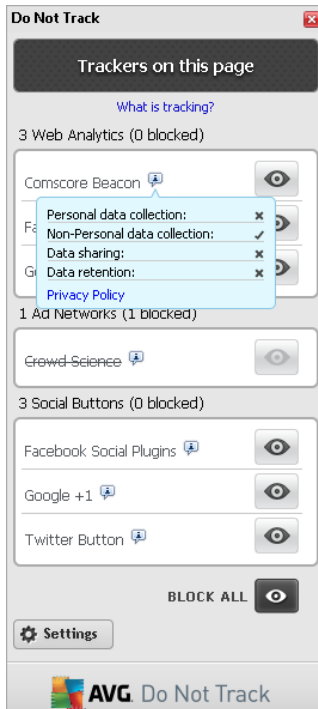 Do Not Track
Trackers on this page
What is tracking?
3 Web Analytics (0 blocked)
Comscore Beacon
Fa
Personal data collection:
Non-Personal data collection:
Data sharing:
Data retention:
Privacy Policy
1 Ad Networks (1 blocked)
Crowd Science
3 Social Buttons (0 blocked)
Facebook Social Plugins
Google +1
Twitter Button
BLOCK ALL
Settings
AVG. Do Not Track